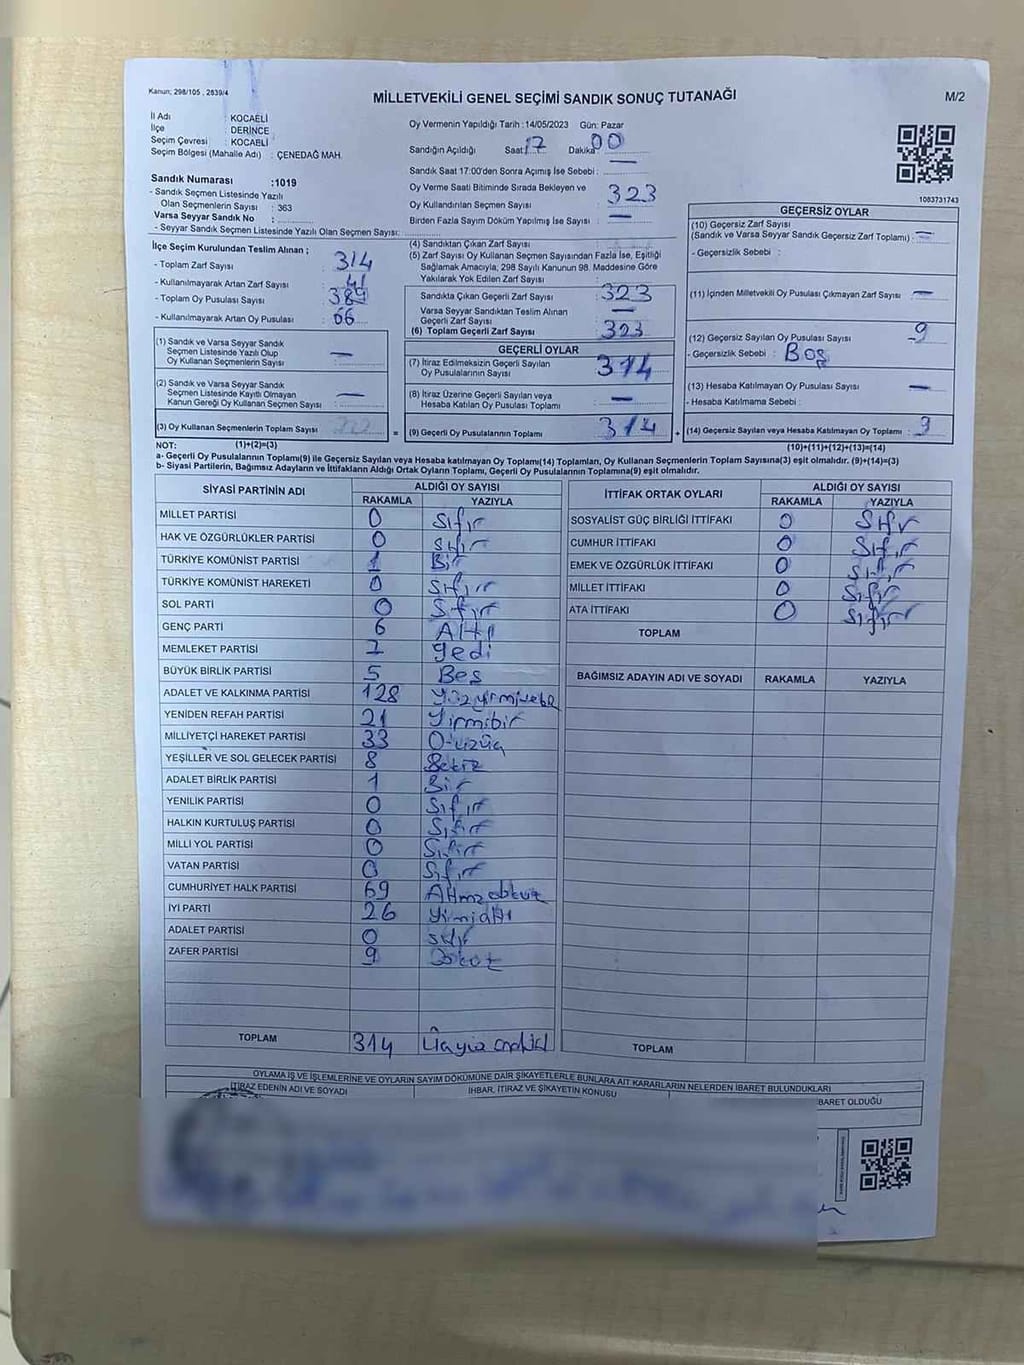 Kanun; 298/105 , 2839/4
MİLLETVEKİLİ GENEL SEÇİMİ SANDIK SONUÇ TUTANAĞI
M/2
İl Adı : KOCAELİ
İlçe : DERİNCE
Seçim Çevresi : KOCAELİ
Seçim Bölgesi (Mahalle Adı) : ÇENEDAĞ MAH.
Oy Vermenin Yapıldığı Tarih : 14/05/2023 Gün: Pazar
Sandığın Açıldığı Saat 17 Dakika 00
Sandık Saat 17:00'den Sonra Açımış İse Sebebi : —
Oy Verme Saati Bitiminde Sırada Bekleyen ve
Oy Kullandırılan Seçmen Sayısı : 323
Birden Fazla Sayım Döküm Yapılmış İse Sayısı : —
1083731743
Sandık Numarası :1019
- Sandık Seçmen Listesinde Yazılı
Olan Seçmenlerin Sayısı : 363
Varsa Seyyar Sandık No :
- Seyyar Sandık Seçmen Listesinde Yazılı Olan Seçmen Sayısı:
İlçe Seçim Kurulundan Teslim Alınan ;
- Toplam Zarf Sayısı : 314
- Kullanılmayarak Artan Zarf Sayısı : 41
- Toplam Oy Pusulası Sayısı : 389
- Kullanılmayarak Artan Oy Pusulası : 66
(1) Sandık ve Varsa Seyyar Sandık
Seçmen Listesinde Yazılı Olup
Oy Kullanan Seçmenlerin Sayısı : —
(2) Sandık ve Varsa Seyyar Sandık
Seçmen Listesinde Kayıtlı Olmayan
Kanun Gereği Oy Kullanan Seçmen Sayısı : —
(3) Oy Kullanan Seçmenlerin Toplam Sayısı
(1)+(2)=(3)
(4) Sandıktan Çıkan Zarf Sayısı :
(5) Zarf Sayısı Oy Kullanan Seçmen Sayısından Fazla İse, Eşitliği
Sağlamak Amacıyla; 298 Sayılı Kanunun 98. Maddesine Göre
Yakılarak Yok Edilen Zarf Sayısı :
Sandıkta Çıkan Geçerli Zarf Sayısı : 323
Varsa Seyyar Sandıktan Teslim Alınan
Geçerli Zarf Sayısı : —
(6) Toplam Geçerli Zarf Sayısı : 323
GEÇERLİ OYLAR
(7) İtiraz Edilmeksizin Geçerli Sayılan
Oy Pusulalarının Sayısı : 314
(8) İtiraz Üzerine Geçerli Sayılan veya
Hesaba Katılan Oy Pusulası Toplamı : —
= (9) Geçerli Oy Pusulalarının Toplamı : 314
GEÇERSİZ OYLAR
(10) Geçersiz Zarf Sayısı
(Sandık ve Varsa Seyyar Sandık Geçersiz Zarf Toplamı) : —
- Geçersizlik Sebebi :
(11) İçinden Milletvekili Oy Pusulası Çıkmayan Zarf Sayısı : —
(12) Geçersiz Sayılan Oy Pusulası Sayısı : 9
- Geçersizlik Sebebi : Boş
(13) Hesaba Katılmayan Oy Pusulası Sayısı : —
- Hesaba Katılmama Sebebi :
+ (14) Geçersiz Sayılan veya Hesaba Katılmayan Oy Toplamı : 9
(10)+(11)+(12)+(13)=(14)
NOT:
a- Geçerli Oy Pusulalarının Toplamı(9) ile Geçersiz Sayılan veya Hesaba katılmayan Oy Toplamı(14) Toplamları, Oy Kullanan Seçmenlerin Toplam Sayısına(3) eşit olmalıdır. (9)+(14)=(3)
b- Siyasi Partilerin, Bağımsız Adayların ve İttifakların Aldığı Ortak Oyların Toplamı, Geçerli Oy Pusulalarının Toplamına(9) eşit olmalıdır.
SİYASİ PARTİNİN ADI ALDIĞI OY SAYISI
RAKAMLA YAZIYLA
MİLLET PARTİSİ 0 Sıfır
HAK VE ÖZGÜRLÜKLER PARTİSİ 0 Sıfır
TÜRKİYE KOMÜNİST PARTİSİ 1 Bir
TÜRKİYE KOMÜNİST HAREKETİ 0 Sıfır
SOL PARTİ 0 Sıfır
GENÇ PARTİ 6 Altı
MEMLEKET PARTİSİ 7 Yedi
BÜYÜK BİRLİK PARTİSİ 5 Beş
ADALET VE KALKINMA PARTİSİ 128
YENİDEN REFAH PARTİSİ 21 Yirmibir
MİLLİYETÇİ HAREKET PARTİSİ 33
YEŞİLLER VE SOL GELECEK PARTİSİ 8 Sekiz
ADALET BİRLİK PARTİSİ 1 Bir
YENİLİK PARTİSİ 0 Sıfır
HALKIN KURTULUŞ PARTİSİ 0 Sıfır
MİLLİ YOL PARTİSİ 0 Sıfır
VATAN PARTİSİ 0 Sıfır
CUMHURİYET HALK PARTİSİ 69
İYİ PARTİ 26
ADALET PARTİSİ 0 Sıfır
ZAFER PARTİSİ 9 Dokuz
TOPLAM 314
İTTİFAK ORTAK OYLARI ALDIĞI OY SAYISI
RAKAMLA YAZIYLA
SOSYALİST GÜÇ BİRLİĞİ İTTİFAKI 0 Sıfır
CUMHUR İTTİFAKI 0 Sıfır
EMEK VE ÖZGÜRLÜK İTTİFAKI 0 Sıfır
MİLLET İTTİFAKI 0 Sıfır
ATA İTTİFAKI 0 Sıfır
TOPLAM
BAĞIMSIZ ADAYIN ADI VE SOYADI RAKAMLA YAZIYLA
TOPLAM
OYLAMA İŞ VE İŞLEMLERİNE VE OYLARIN SAYIM DÖKÜMÜNE DAİR ŞİKAYETLERLE BUNLARA AİT KARARLARIN NELERDEN İBARET BULUNDUKLARI
İTİRAZ EDENİN ADI VE SOYADI İHBAR, İTİRAZ VE ŞİKAYETİN KONUSU
BARET OLDUĞU